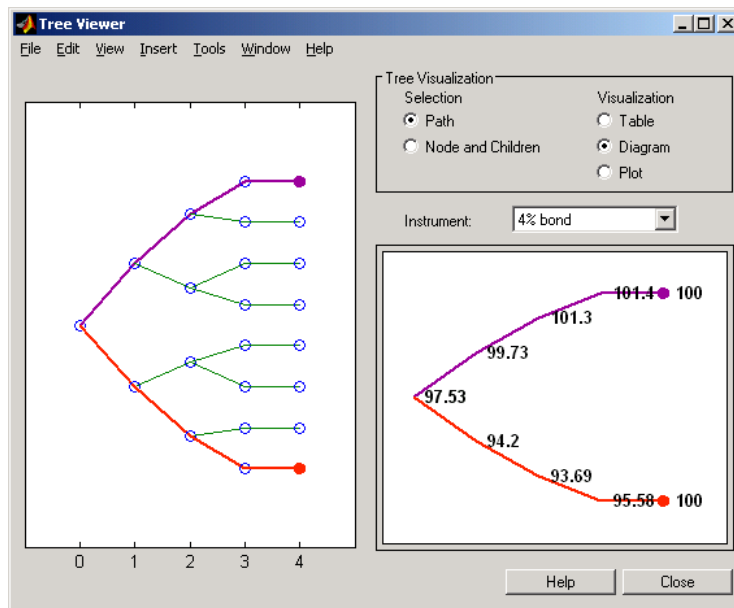 Tree Viewer
File Edit View Insert Tools Window Help
Tree Visualization
Selection Visualization
Path Table
Node and Children Diagram
Plot
Instrument: 4% bond
101.4 100
101.3
99.73
97.53
94.2
93.69
95.58 100
0 1 2 3 4
Help Close